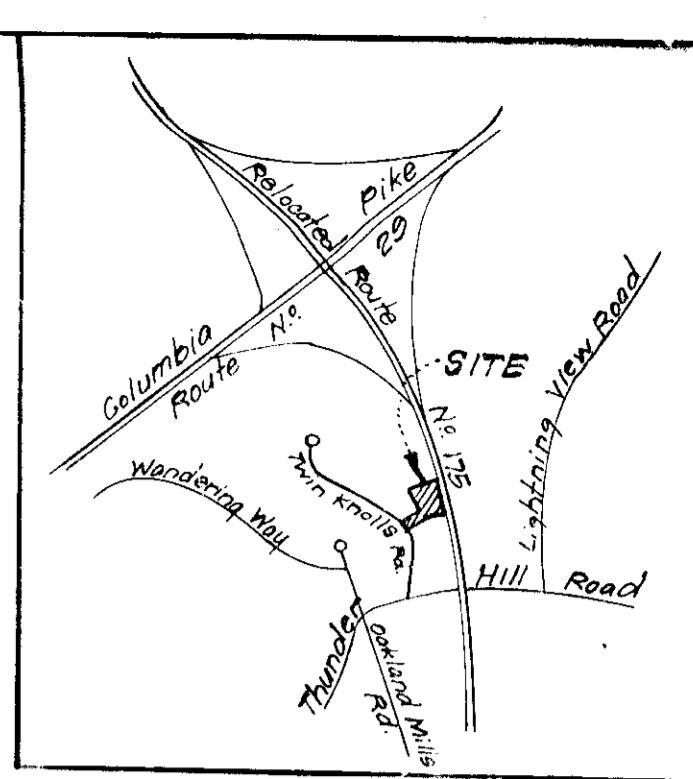 Relocated Route No. 175
Columbia Pike
Route No. 29
SITE
Lightning View Road
Twin Knolls Rd.
Wandering Way
Thunder Hill Road
Oakland Mills
Rd.